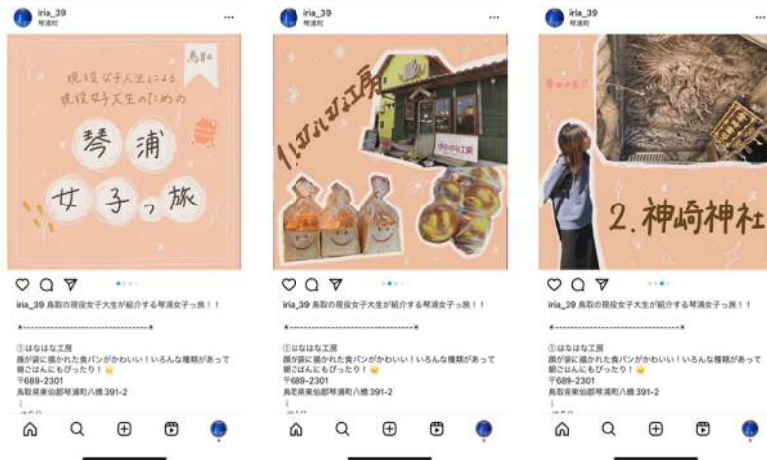 iria_39
琴浦町
鳥取県
現役女子大生による
現役女子大生のための
琴浦
女子っ旅
iria_39 鳥取の現役女子大生が紹介する琴浦女子っ旅！！
*--------------------------------*
①はなはな工房
顔が袋に描かれた食パンがかわいい！いろんな種類があって
朝ごはんにもぴったり！
〒689-2301
鳥取県東伯郡琴浦町八橋 391-2
iria_39
琴浦町
1.はなはな工房
はなはな工房
iria_39 鳥取の現役女子大生が紹介する琴浦女子っ旅！！
*--------------------------------*
①はなはな工房
顔が袋に描かれた食パンがかわいい！いろんな種類があって
朝ごはんにもぴったり！
〒689-2301
鳥取県東伯郡琴浦町八橋 391-2
iria_39
琴浦町
2.神崎神社
iria_39 鳥取の現役女子大生が紹介する琴浦女子っ旅！！
*--------------------------------*
①はなはな工房
顔が袋に描かれた食パンがかわいい！いろんな種類があって
朝ごはんにもぴったり！
〒689-2301
鳥取県東伯郡琴浦町八橋 391-2